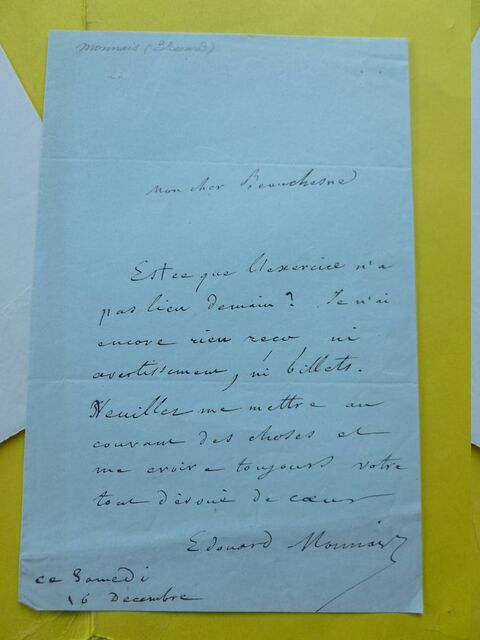 Monnais (Edouard)
Mon cher Beauchesne
Est ce que l'exercice n'a
pas lieu demain? Je n'ai
encore rien reçu ni
avertissement, ni billets.
Veuillez me mettre au
courant des choses et
me croire toujours votre
tout dévoué de cœur
Edouard Monnais
ce Samedi
16 Decembre